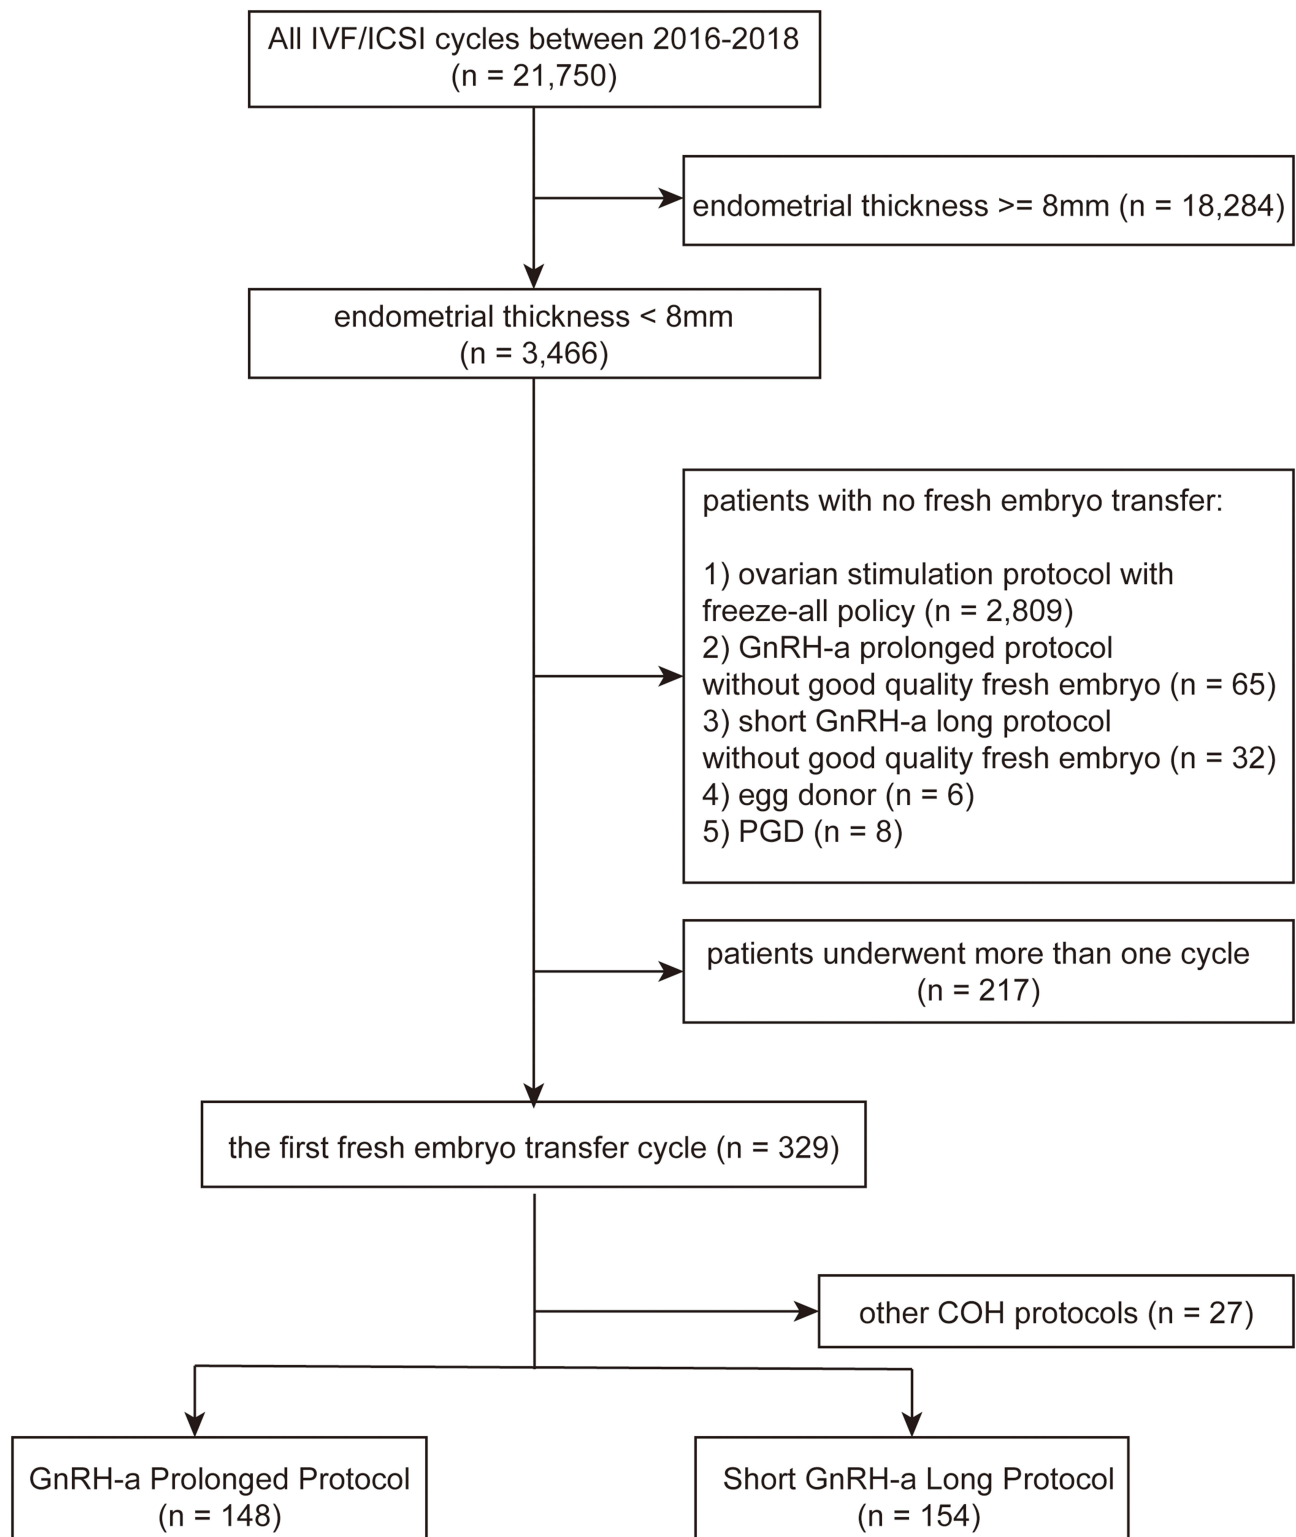 All IVF/ICSI cycles between 2016-2018
(n = 21,750)
endometrial thickness >= 8mm (n = 18,284)
endometrial thickness < 8mm
(n = 3,466)
patients with no fresh embryo transfer:
1) ovarian stimulation protocol with
freeze-all policy (n = 2,809)
2) GnRH-a prolonged protocol
without good quality fresh embryo (n = 65)
3) short GnRH-a long protocol
without good quality fresh embryo (n = 32)
4) egg donor (n = 6)
5) PGD (n = 8)
patients underwent more than one cycle
(n = 217)
the first fresh embryo transfer cycle (n = 329)
other COH protocols (n = 27)
GnRH-a Prolonged Protocol
(n = 148)
Short GnRH-a Long Protocol
(n = 154)